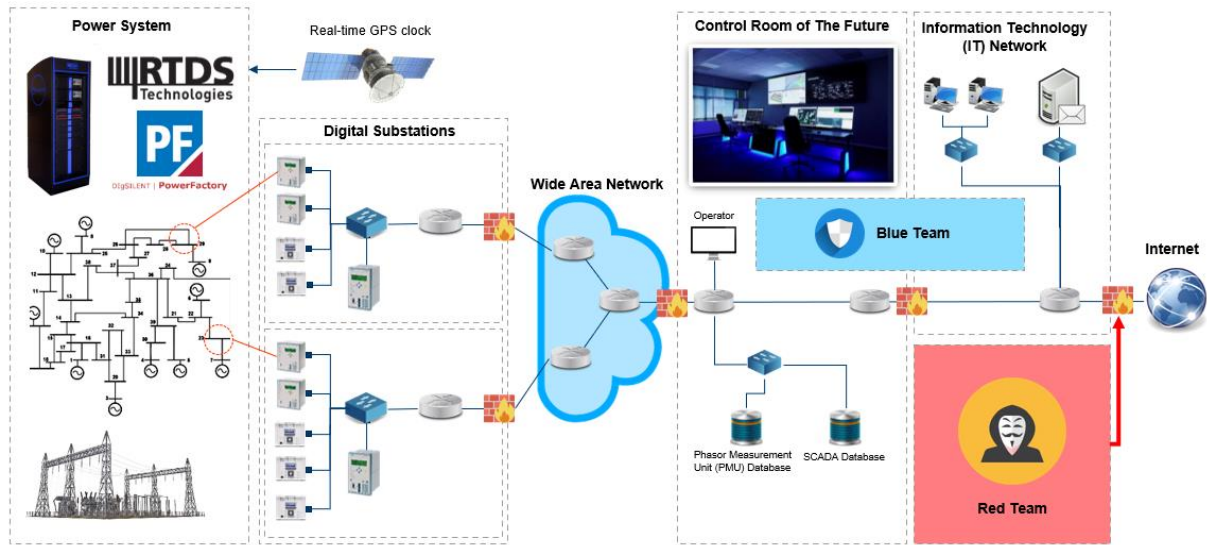 Power System
Real-time GPS clock
Control Room of The Future
Information Technology
(IT) Network
RTDS
Technologies
PF
DIgSILENT | PowerFactory
Digital Substations
Wide Area Network
Operator
Blue Team
Internet
Phasor Measurement
Unit (PMU) Database
SCADA Database
Red Team